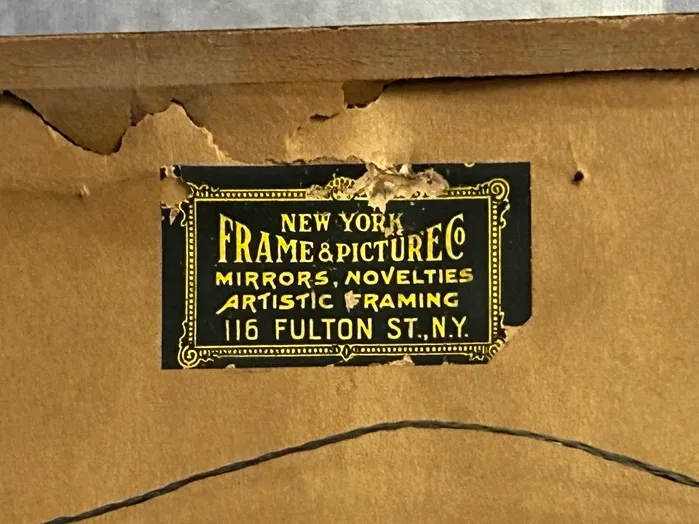 NEW YORK
FRAME & PICTURE CO
MIRRORS, NOVELTIES
ARTISTIC FRAMING
116 FULTON ST., N.Y.